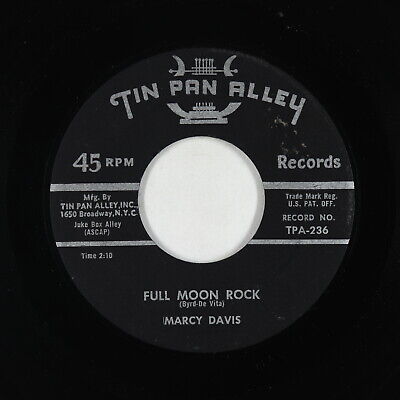 TIN PAN ALLEY
45 RPM
Records
Mfg. By
TIN PAN ALLEY, INC.,
1650 Broadway, N.Y.C.
Juke Box Alley
(ASCAP)
Time 2:10
Trade Mark Reg.
U.S. PAT. OFF.
RECORD NO.
TPA-236
FULL MOON ROCK
(Byrd-De Vita)
MARCY DAVIS